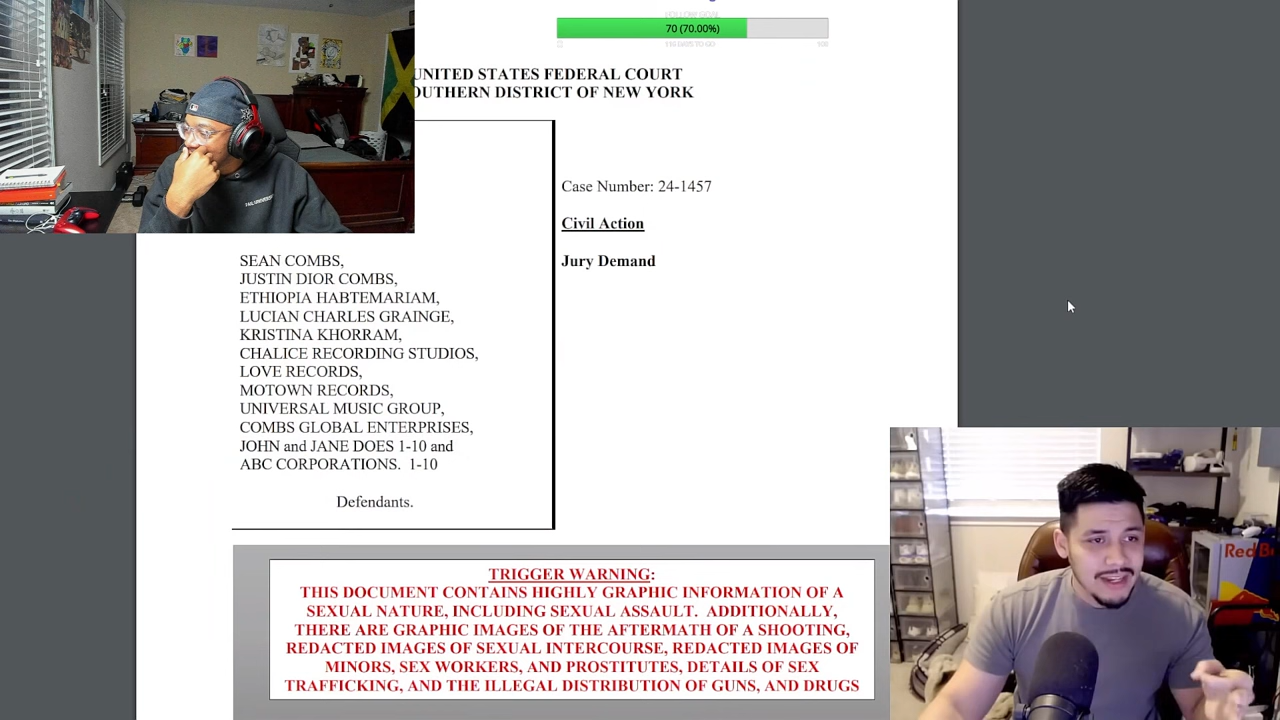 FOLLOW GOAL
70 (70.00%)
0
100
UNITED STATES FEDERAL COURT
OUTHERN DISTRICT OF NEW YORK
Case Number: 24-1457
Civil Action
Jury Demand
SEAN COMBS,
JUSTIN DIOR COMBS,
ETHIOPIA HABTEMARIAM,
LUCIAN CHARLES GRAINGE,
KRISTINA KHORRAM,
CHALICE RECORDING STUDIOS,
LOVE RECORDS,
MOTOWN RECORDS,
UNIVERSAL MUSIC GROUP,
COMBS GLOBAL ENTERPRISES,
JOHN and JANE DOES 1-10 and
ABC CORPORATIONS. 1-10
Defendants.
Red B
TRIGGER WARNING:
THIS DOCUMENT CONTAINS HIGHLY GRAPHIC INFORMATION OF A
SEXUAL NATURE, INCLUDING SEXUAL ASSAULT. ADDITIONALLY,
THERE ARE GRAPHIC IMAGES OF THE AFTERMATH OF A SHOOTING,
REDACTED IMAGES OF SEXUAL INTERCOURSE, REDACTED IMAGES OF
MINORS, SEX WORKERS, AND PROSTITUTES, DETAILS OF SEX
TRAFFICKING, AND THE ILLEGAL DISTRIBUTION OF GUNS, AND DRUGS